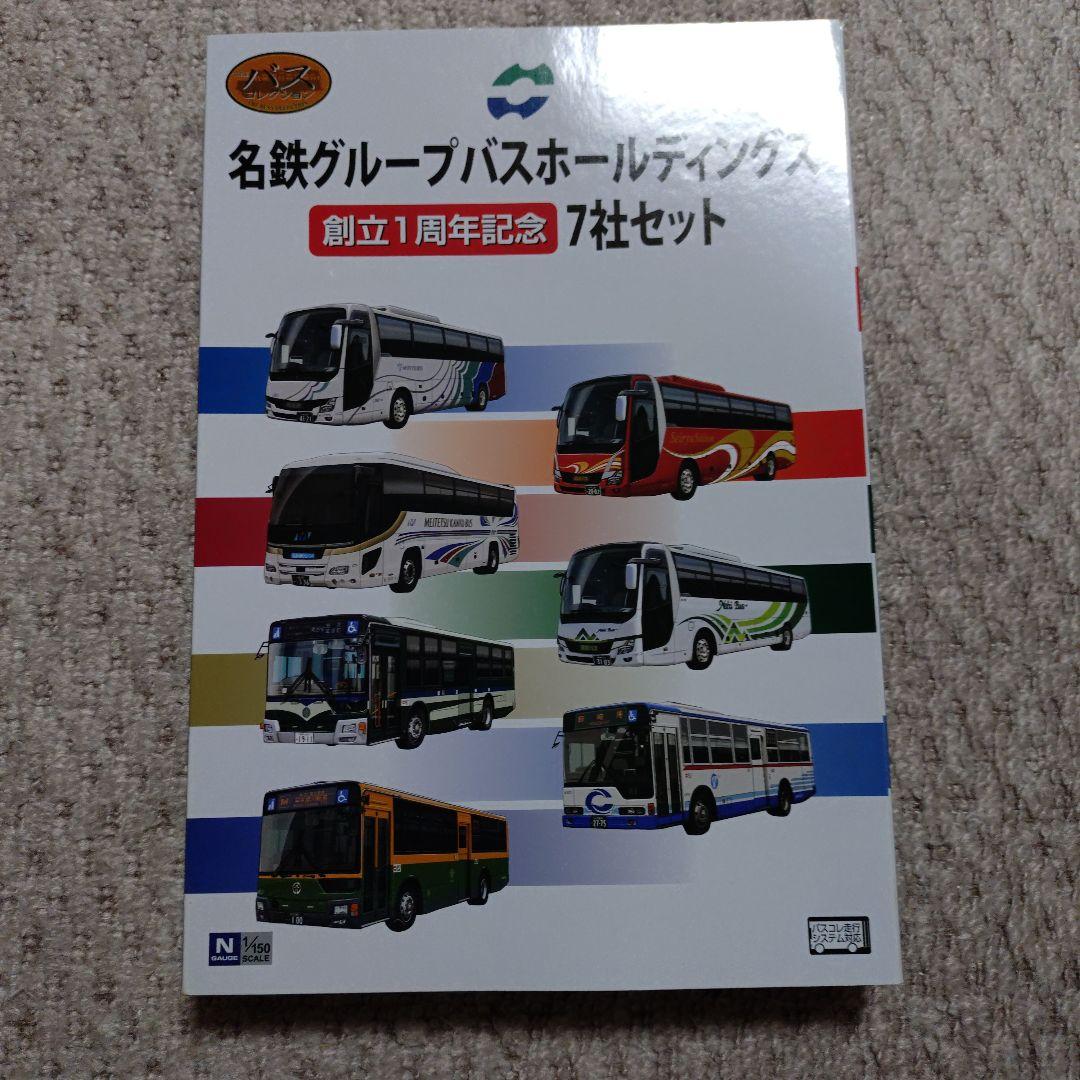 バス
コレクション
名鉄グループバスホールディングス
創立1周年記念 7社セット
MEITETSU KANKO BUS
Meitetsu Bus
N
GAUGE
1/150
SCALE
バスコレ走行
システム対応